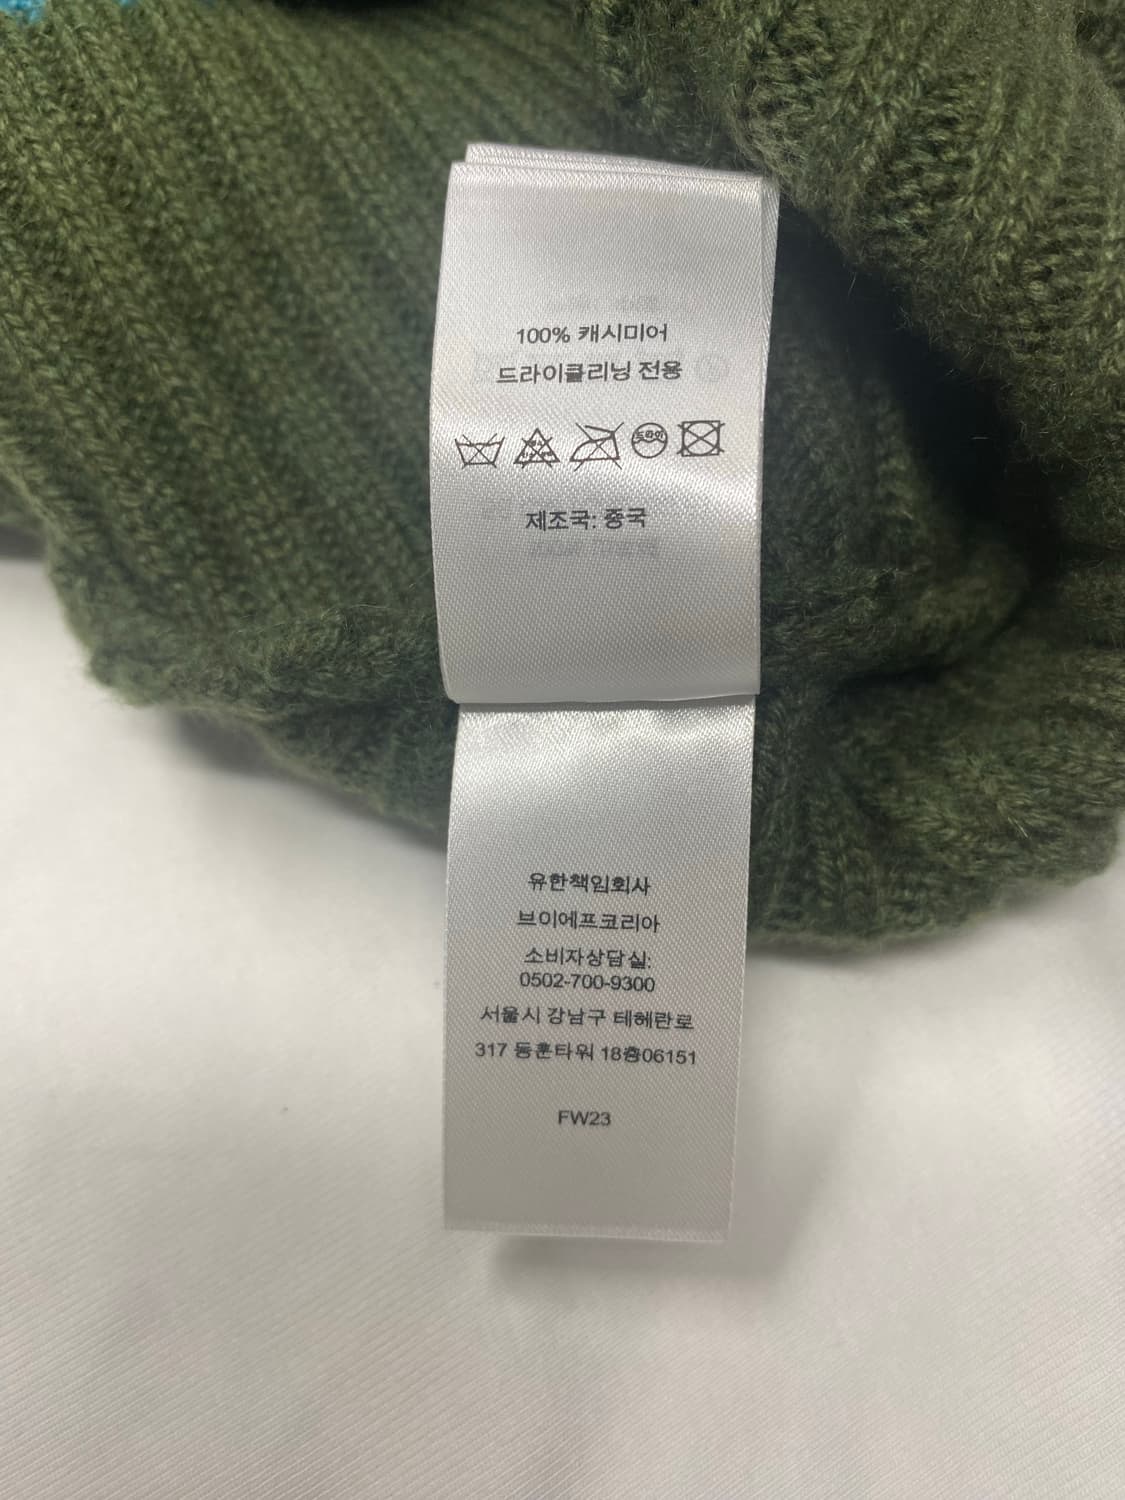 100% 캐시미어
드라이클리닝 전용
제조국: 중국
유한책임회사
브이에프코리아
소비자상담실:
0502-700-9300
서울시 강남구 테헤란로
317 동훈타워 18층06151
FW23